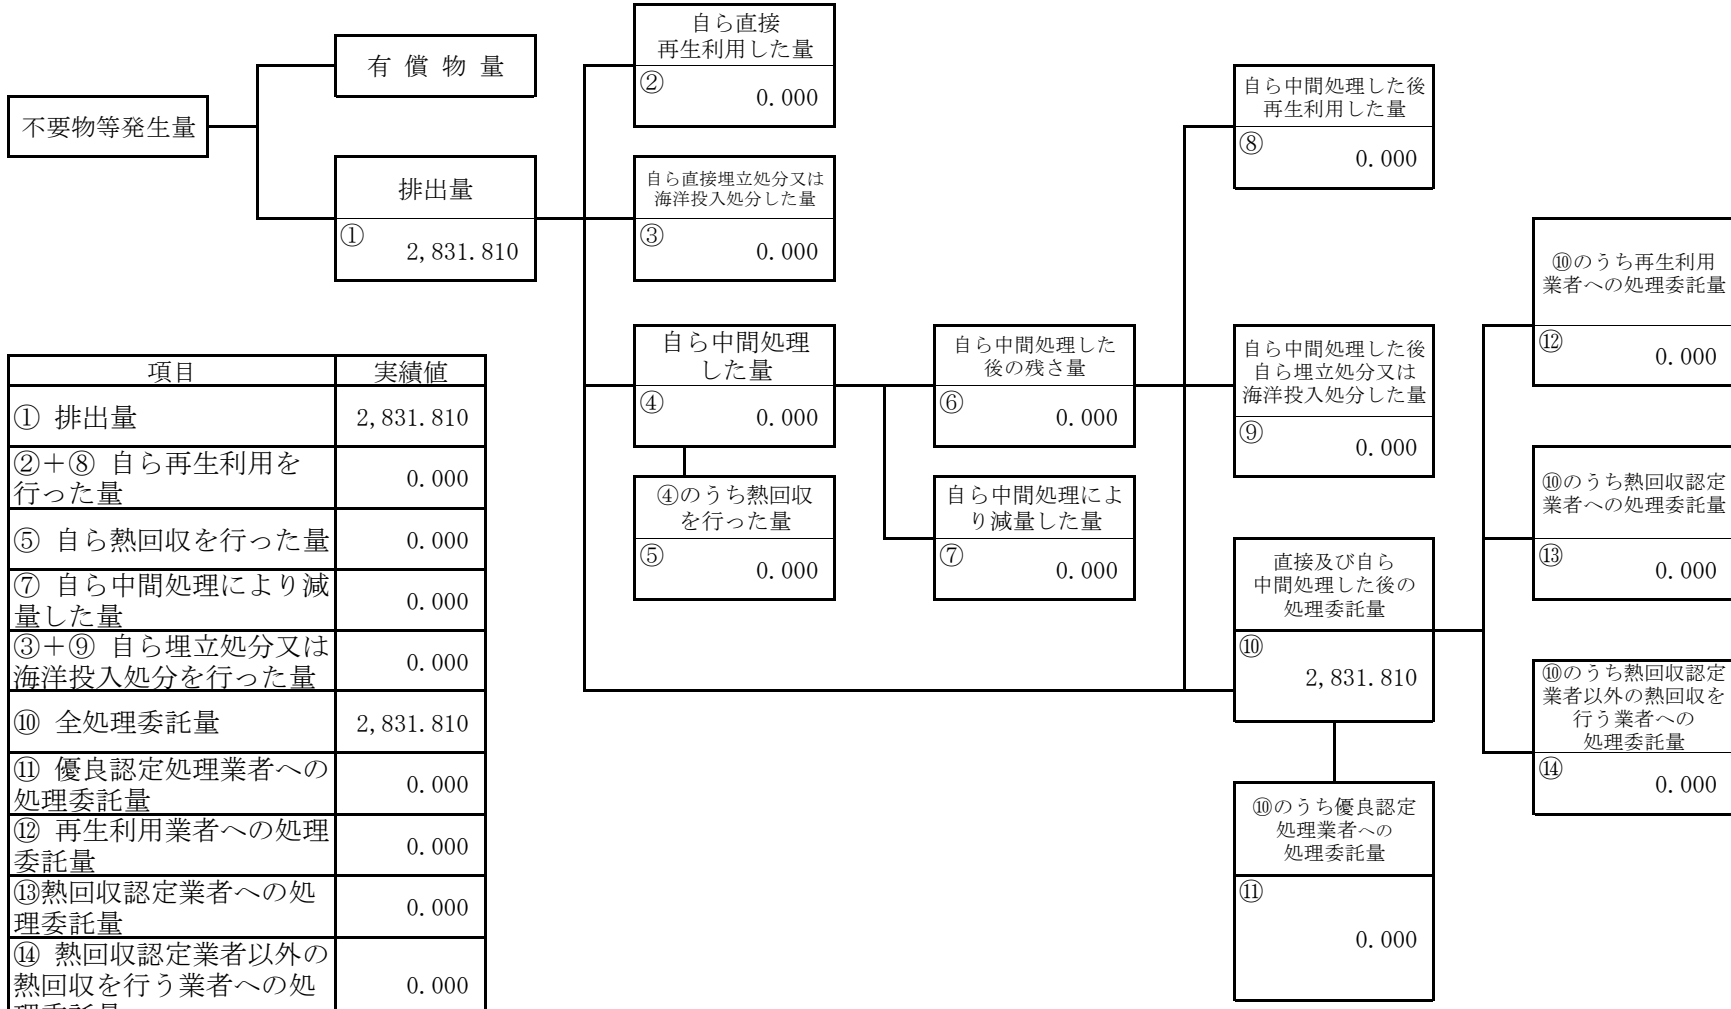 不要物等発生量
有 償 物 量
排出量
①
2,831.810
自ら直接
再生利用した量
②
0.000
自ら直接埋立処分又は
海洋投入処分した量
③
0.000
自ら中間処理
した量
④
0.000
④のうち熱回収
を行った量
⑤
0.000
自ら中間処理した
後の残さ量
⑥
0.000
自ら中間処理によ
り減量した量
⑦
0.000
自ら中間処理した後
再生利用した量
⑧
0.000
自ら中間処理した後
自ら埋立処分又は
海洋投入処分した量
⑨
0.000
直接及び自ら
中間処理した後の
処理委託量
⑩
2,831.810
⑩のうち優良認定
処理業者への
処理委託量
⑪
0.000
⑩のうち再生利用
業者への処理委託量
⑫
0.000
⑩のうち熱回収認定
業者への処理委託量
⑬
0.000
⑩のうち熱回収認定
業者以外の熱回収を
行う業者への
処理委託量
⑭
0.000
項目 実績値
① 排出量 2,831.810
②＋⑧ 自ら再生利用を
行った量
0.000
⑤ 自ら熱回収を行った量 0.000
⑦ 自ら中間処理により減
量した量
0.000
③＋⑨ 自ら埋立処分又は
海洋投入処分を行った量
0.000
⑩ 全処理委託量 2,831.810
⑪ 優良認定処理業者への
処理委託量
0.000
⑫ 再生利用業者への処理
委託量
0.000
⑬熱回収認定業者への処
理委託量
0.000
⑭ 熱回収認定業者以外の
熱回収を行う業者への処
0.000